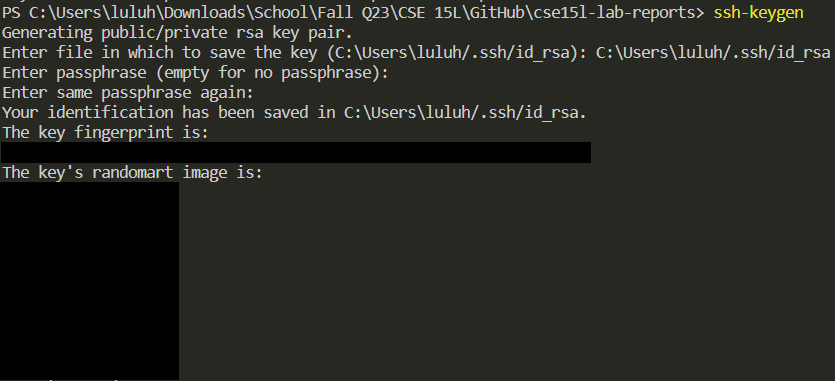 PS C:\Users\luluh\Downloads\School\Fall Q23\CSE 15L\GitHub\cse15l-lab-reports> ssh-keygen
Generating public/private rsa key pair.
Enter file in which to save the key (C:\Users\luluh/.ssh/id_rsa): C:\Users\luluh/.ssh/id_rsa
Enter passphrase (empty for no passphrase):
Enter same passphrase again:
Your identification has been saved in C:\Users\luluh/.ssh/id_rsa.
The key fingerprint is:
The key's randomart image is: